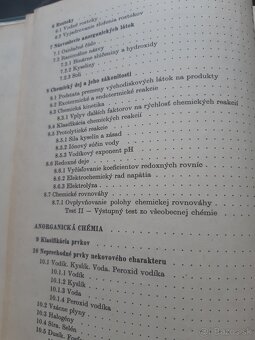 6 Roztoky
6.1 Vodné roztoky
6.2 Vyjadrovanie zloženia roztokov
7 Názvoslovie anorganických látok
7.1 Oxidačné číslo
7.2 Racionálne názvy
7.2.1 Binárne zlúčeniny a hydroxidy
7.2.2 Kyseliny
7.2.3 Soli
8 Chemický dej a jeho zákonitosti
8.1 Podstata premeny východiskových látok na produkty
8.2 Exotermické a endotermické reakcie
8.3 Chemická kinetika
8.3.1 Vplyv ďalších faktorov na rýchlosť chemických reakcií
8.4 Klasifikácia chemických reakcií
8.5 Protolytické reakcie
8.5.1 Sila kyselín a zásad
8.5.2 Iónový súčin vody
8.5.3 Vodíkový exponent pH
8.6 Redoxné deje
8.6.1 Vyčísľovanie koeficientov redoxných rovníc
8.6.2 Elektrochemický rad napätia
8.6.3 Elektrolýza
8.7 Chemické rovnováhy
8.7.1 Ovplyvňovanie polohy chemickej rovnováhy
Test II – Výstupný test zo všeobecnej chémie
ANORGANICKÁ CHÉMIA
9 Klasifikácia prvkov
10 Neprechodné prvky nekovového charakteru
10.1 Vodík. Kyslík. Voda. Peroxid vodíka
10.1.1 Vodík
10.1.2 Kyslík
10.1.3 Voda
10.1.4 Peroxid vodíka
10.2 Vzácne plyny
10.3 Halogény
10.4 Síra. Selén
10.5 Dusík.